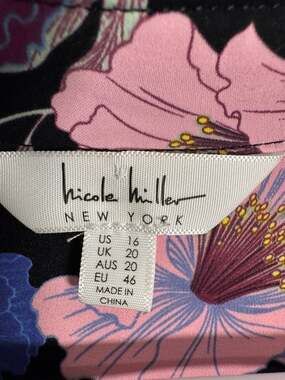 nicole miller
NEW YORK
US 16
UK 20
AUS 20
EU 46
MADE IN
CHINA